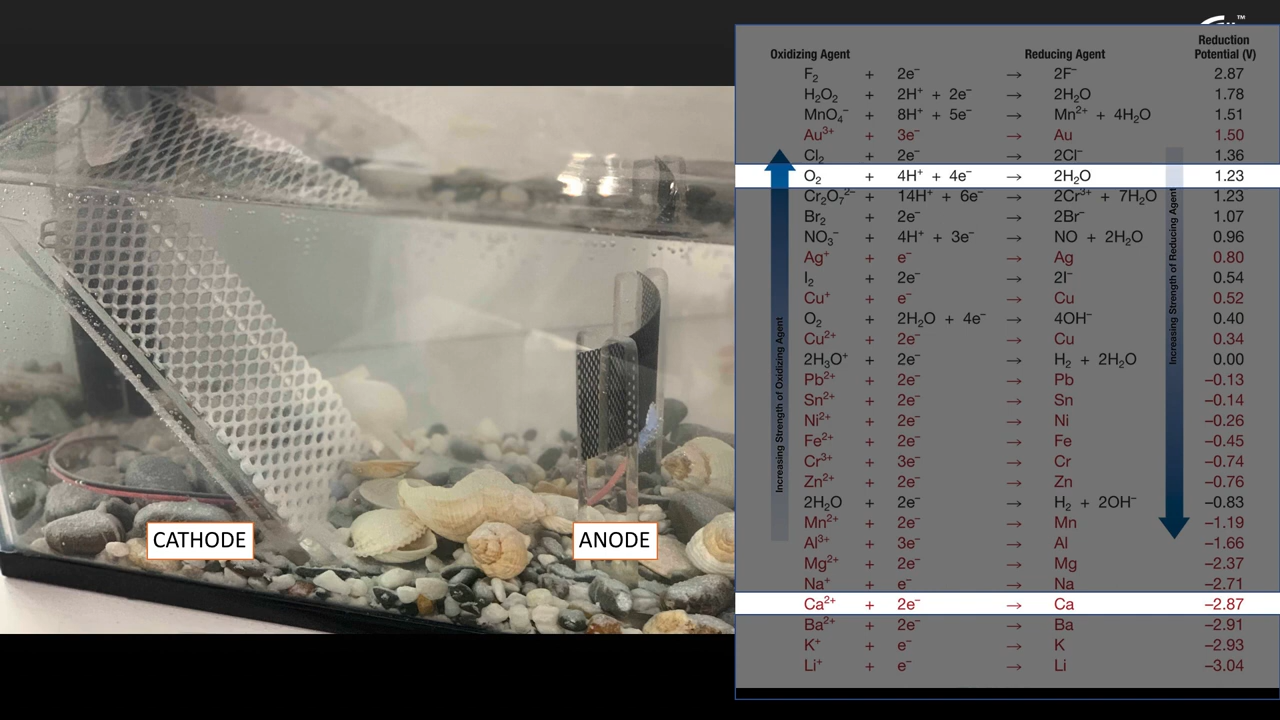 ™
CATHODE
ANODE
Oxidizing Agent Reducing Agent Reduction Potential (V)
F₂ + 2e⁻ → 2F⁻ 2.87
H₂O₂ + 2H⁺ + 2e⁻ → 2H₂O 1.78
MnO₄⁻ + 8H⁺ + 5e⁻ → Mn²⁺ + 4H₂O 1.51
Au³⁺ + 3e⁻ → Au 1.50
Cl₂ + 2e⁻ → 2Cl⁻ 1.36
O₂ + 4H⁺ + 4e⁻ → 2H₂O 1.23
Cr₂O₇²⁻ + 14H⁺ + 6e⁻ → 2Cr³⁺ + 7H₂O 1.23
Br₂ + 2e⁻ → 2Br⁻ 1.07
NO₃⁻ + 4H⁺ + 3e⁻ → NO + 2H₂O 0.96
Ag⁺ + e⁻ → Ag 0.80
I₂ + 2e⁻ → 2I⁻ 0.54
Cu⁺ + e⁻ → Cu 0.52
O₂ + 2H₂O + 4e⁻ → 4OH⁻ 0.40
Cu²⁺ + 2e⁻ → Cu 0.34
2H₃O⁺ + 2e⁻ → H₂ + 2H₂O 0.00
Pb²⁺ + 2e⁻ → Pb –0.13
Sn²⁺ + 2e⁻ → Sn –0.14
Ni²⁺ + 2e⁻ → Ni –0.26
Fe²⁺ + 2e⁻ → Fe –0.45
Cr³⁺ + 3e⁻ → Cr –0.74
Zn²⁺ + 2e⁻ → Zn –0.76
2H₂O + 2e⁻ → H₂ + 2OH⁻ –0.83
Mn²⁺ + 2e⁻ → Mn –1.19
Al³⁺ + 3e⁻ → Al –1.66
Mg²⁺ + 2e⁻ → Mg –2.37
Na⁺ + e⁻ → Na –2.71
Ca²⁺ + 2e⁻ → Ca –2.87
Ba²⁺ + 2e⁻ → Ba –2.91
K⁺ + e⁻ → K –2.93
Li⁺ + e⁻ → Li –3.04
Increasing Strength of Oxidizing Agent
Increasing Strength of Reducing Agent